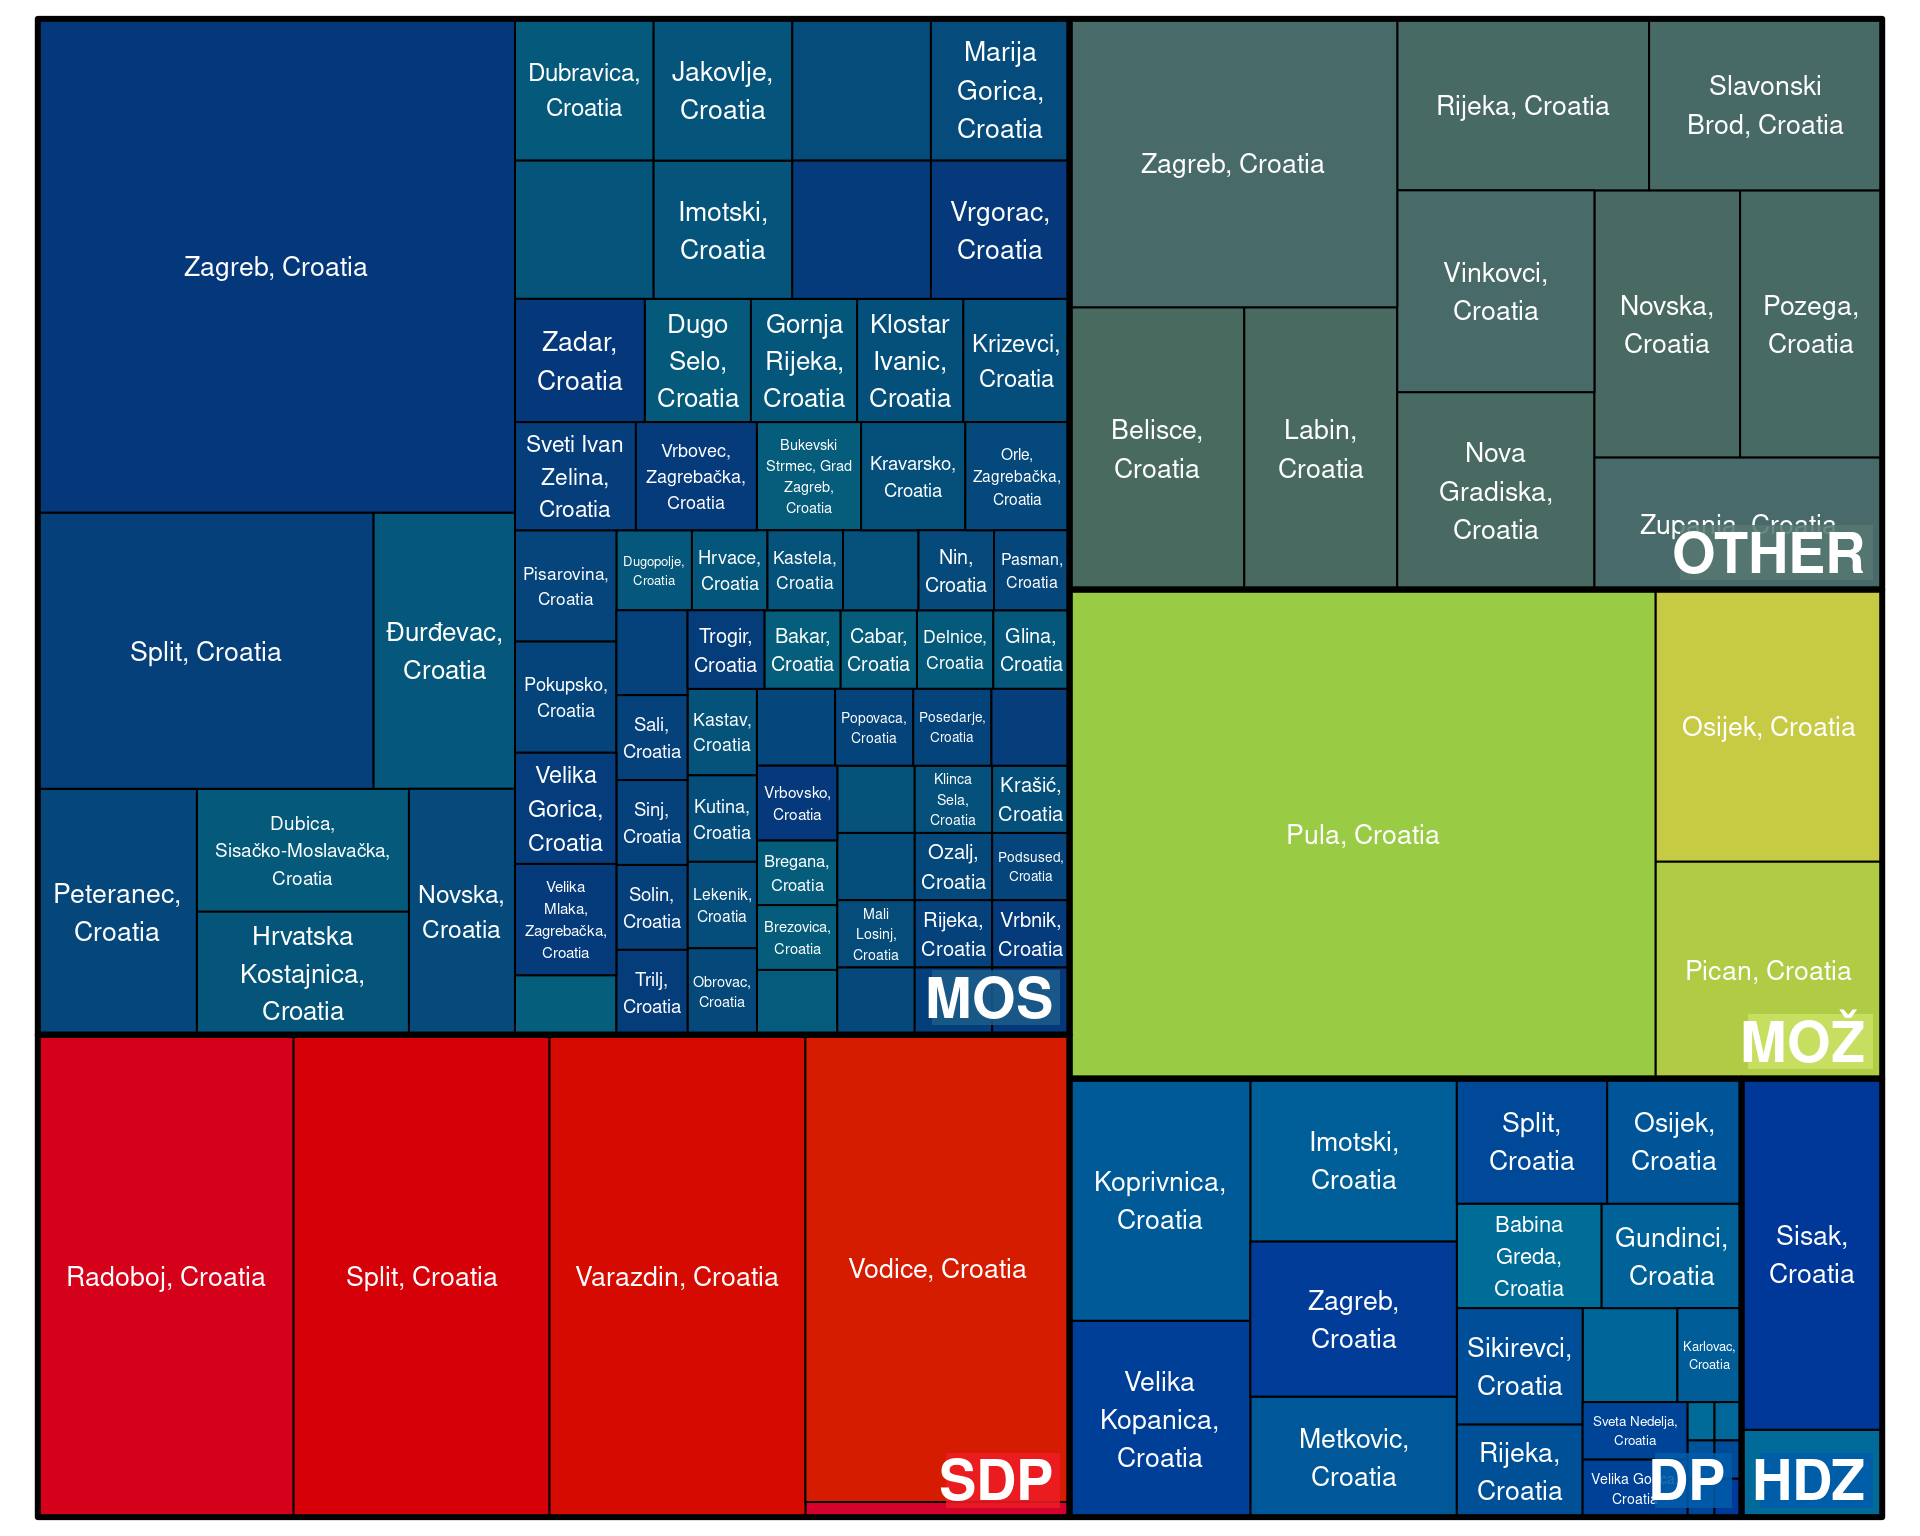 Zagreb, Croatia
Split, Croatia
Đurđevac,
Croatia
Peteranec,
Croatia
Dubica,
Sisačko-Moslavačka,
Croatia
Hrvatska
Kostajnica,
Croatia
Novska,
Croatia
Dubravica,
Croatia
Jakovlje,
Croatia
Marija
Gorica,
Croatia
Imotski,
Croatia
Vrgorac,
Croatia
Zadar,
Croatia
Dugo
Selo,
Croatia
Gornja
Rijeka,
Croatia
Klostar
Ivanic,
Croatia
Krizevci,
Croatia
Sveti Ivan
Zelina,
Croatia
Vrbovec,
Zagrebačka,
Croatia
Bukevski
Strmec, Grad
Zagreb,
Croatia
Kravarsko,
Croatia
Orle,
Zagrebačka,
Croatia
Pisarovina,
Croatia
Pokupsko,
Croatia
Velika
Gorica,
Croatia
Velika
Mlaka,
Zagrebačka,
Croatia
Dugopolje,
Croatia
Hrvace,
Croatia
Kastela,
Croatia
Nin,
Croatia
Pasman,
Croatia
Sali,
Croatia
Sinj,
Croatia
Solin,
Croatia
Trilj,
Croatia
Trogir,
Croatia
Bakar,
Croatia
Cabar,
Croatia
Delnice,
Croatia
Glina,
Croatia
Kastav,
Croatia
Kutina,
Croatia
Lekenik,
Croatia
Obrovac,
Croatia
Popovaca,
Croatia
Posedarje,
Croatia
Vrbovsko,
Croatia
Bregana,
Croatia
Brezovica,
Croatia
Klinca
Sela,
Croatia
Krašić,
Croatia
Ozalj,
Croatia
Podsused,
Croatia
Mali
Losinj,
Croatia
Rijeka,
Croatia
Vrbnik,
Croatia
MOS
Radoboj, Croatia
Split, Croatia
Varazdin, Croatia
Vodice, Croatia
SDP
Zagreb, Croatia
Rijeka, Croatia
Slavonski
Brod, Croatia
Belisce,
Croatia
Labin,
Croatia
Vinkovci,
Croatia
Nova
Gradiska,
Croatia
Novska,
Croatia
Pozega,
Croatia
Zupanja, Croatia
OTHER
Pula, Croatia
Osijek, Croatia
Pican, Croatia
MOŽ
Koprivnica,
Croatia
Velika
Kopanica,
Croatia
Imotski,
Croatia
Zagreb,
Croatia
Metkovic,
Croatia
Split,
Croatia
Osijek,
Croatia
Babina
Greda,
Croatia
Gundinci,
Croatia
Sikirevci,
Croatia
Rijeka,
Croatia
Karlovac,
Croatia
Sveta Nedelja,
Croatia
Velika Gorica,
Croatia
DP
Sisak,
Croatia
HDZ